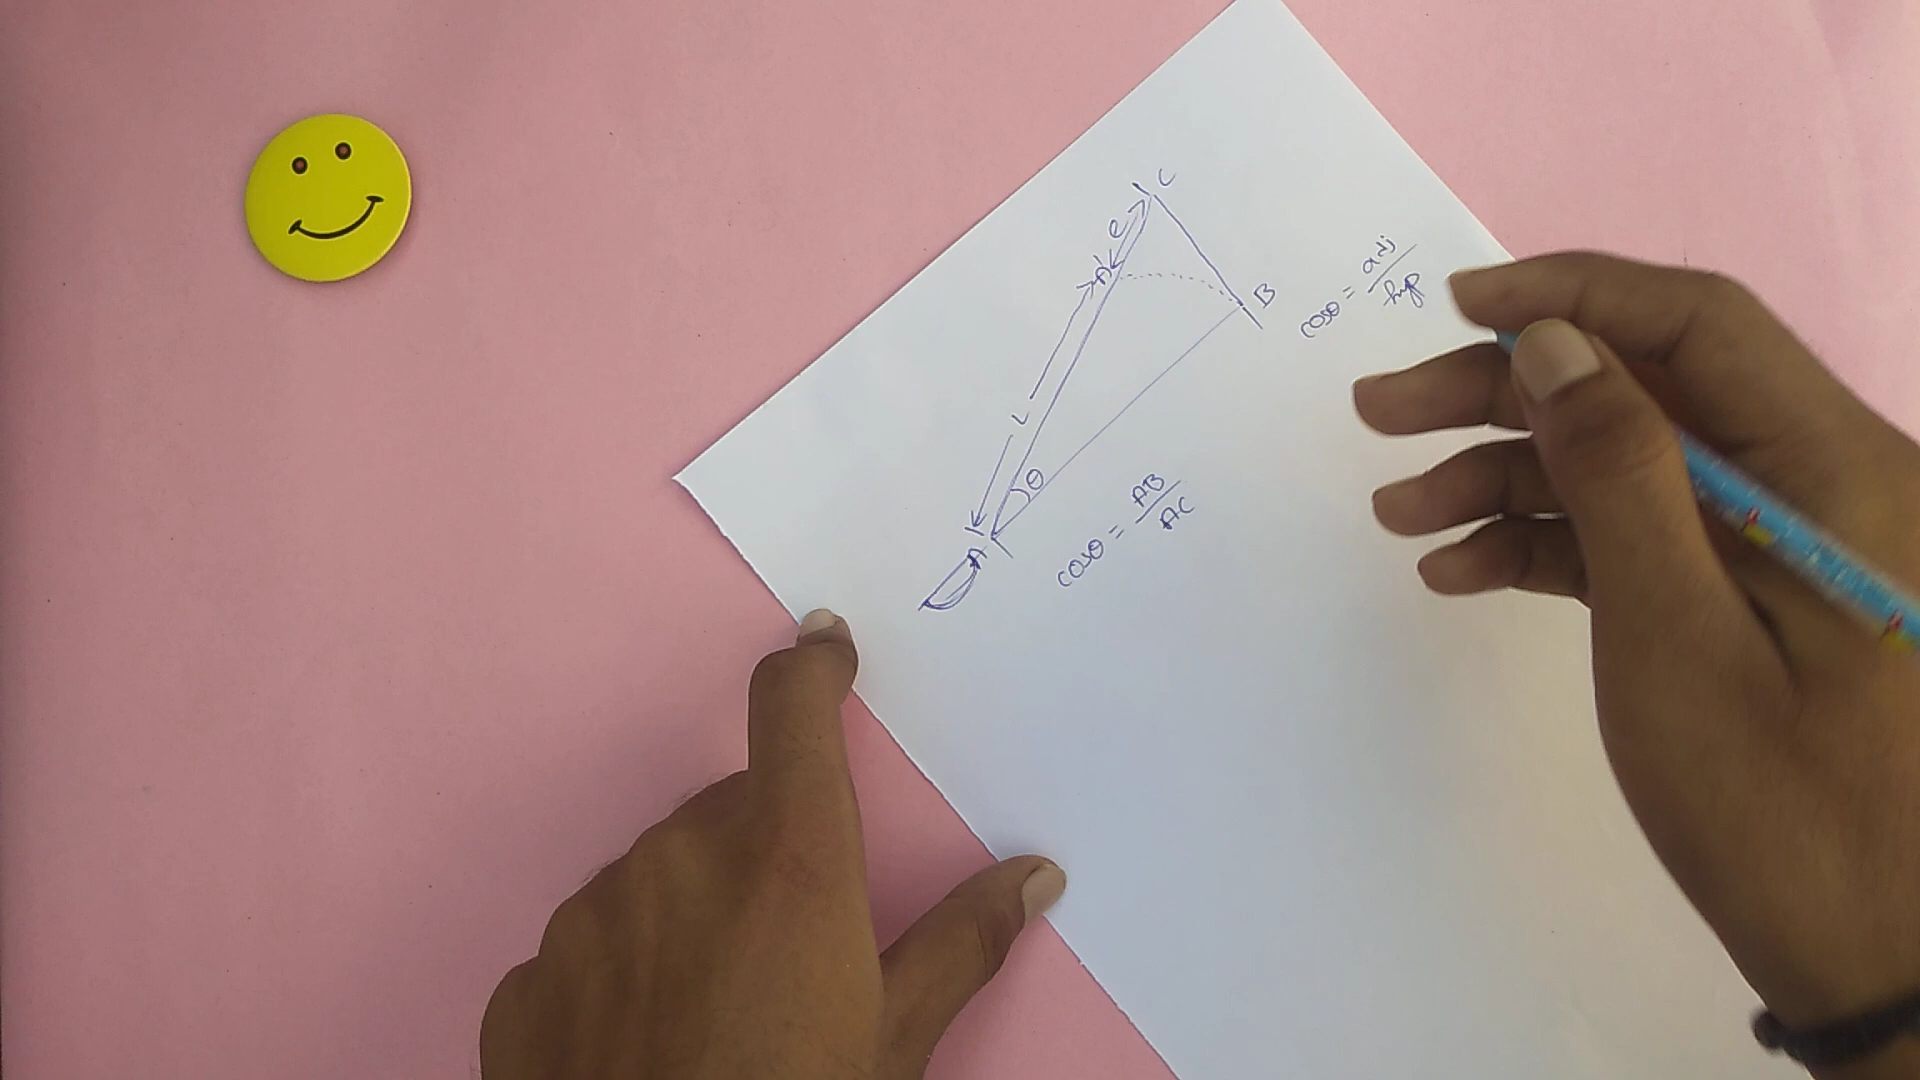 C
e
A'
B
L
θ
A
cosθ = adj/hyp
cosθ = AB/AC